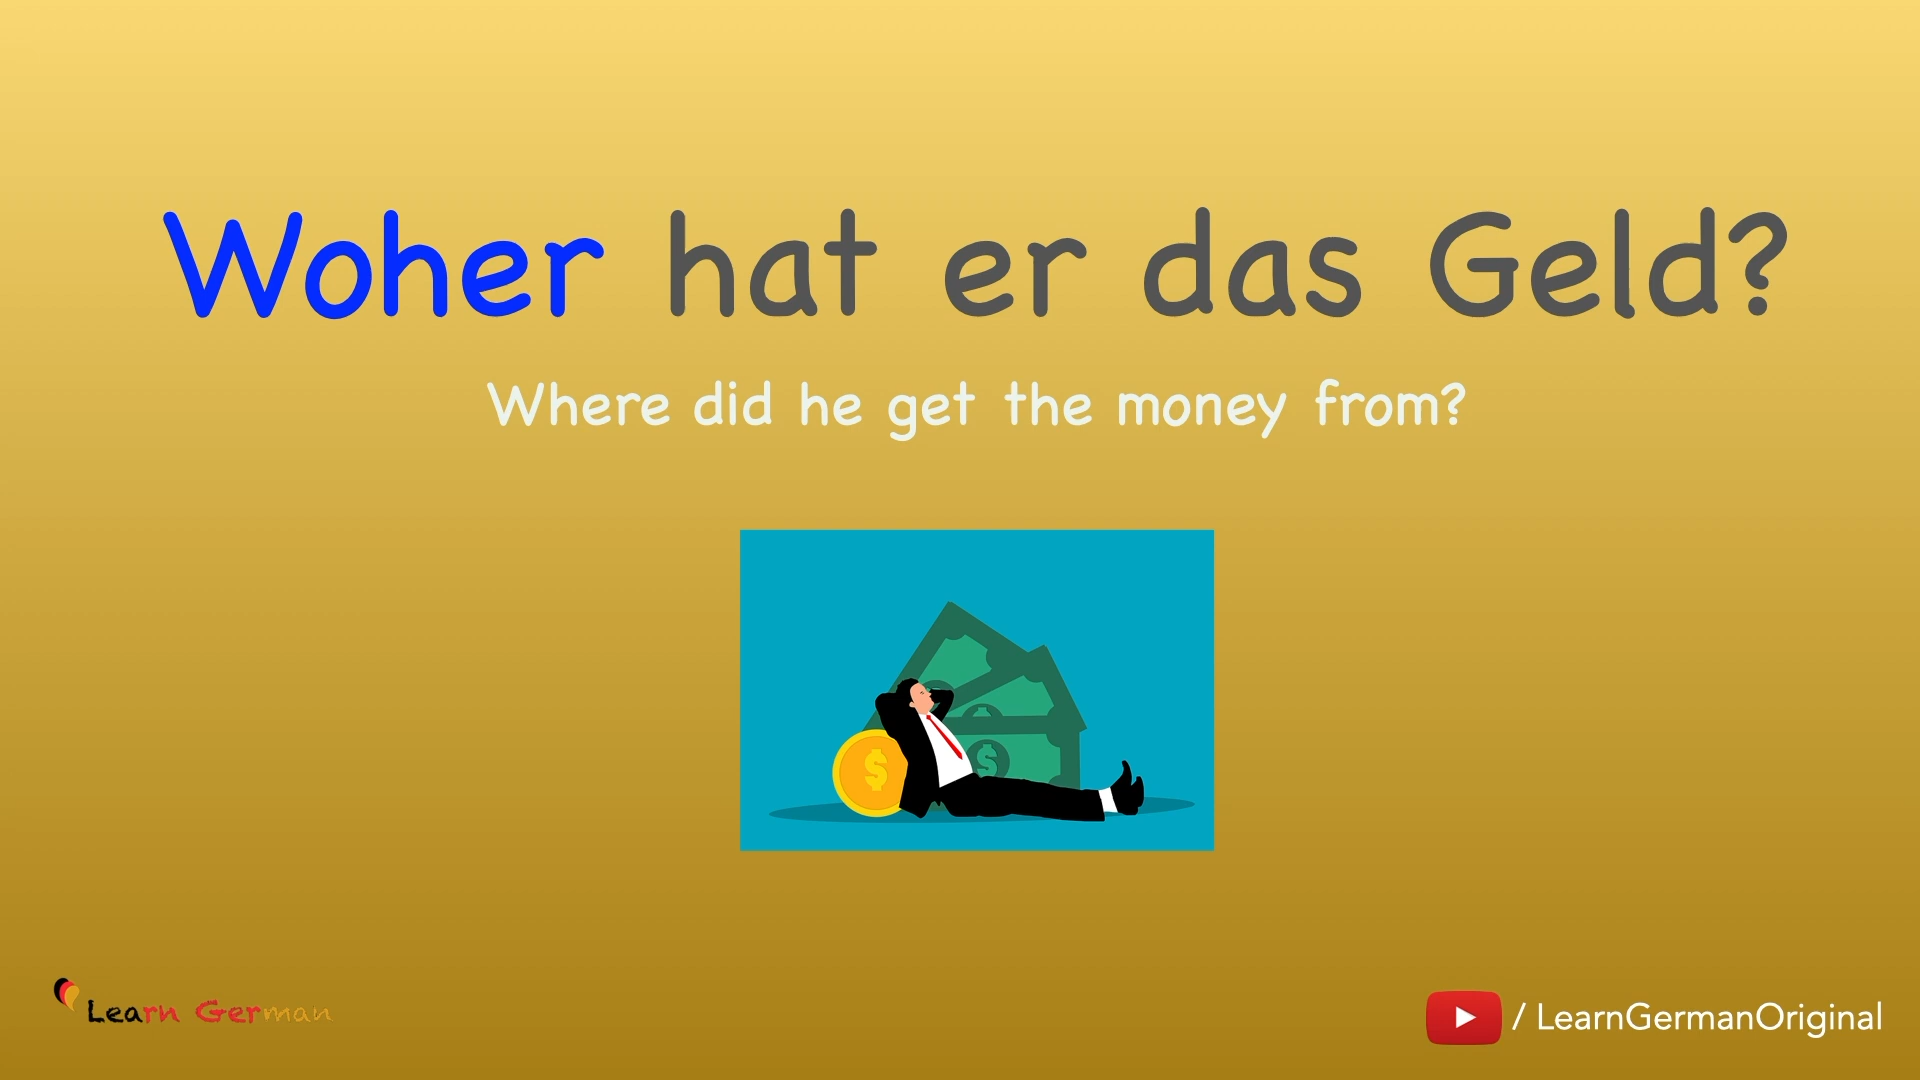 Woher hat er das Geld?
Where did he get the money from?
$
$
Learn German
/ LearnGermanOriginal